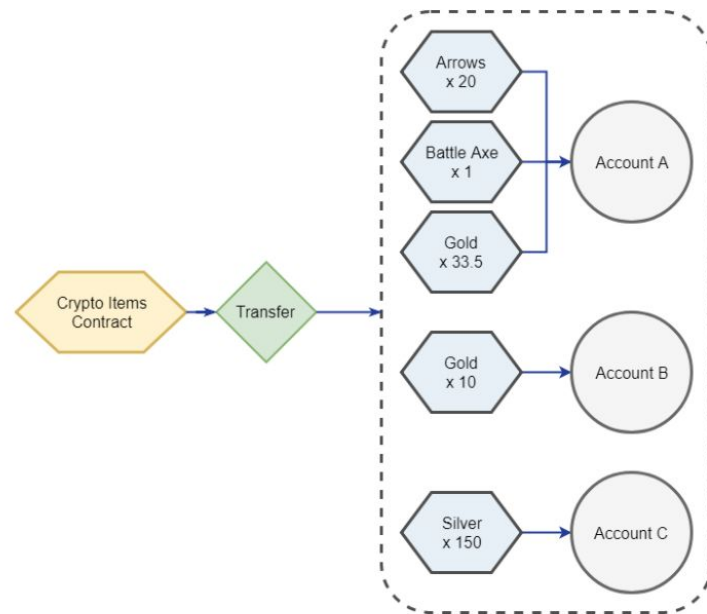 Arrows
x 20
Battle Axe
x 1
Gold
x 33.5
Account A
Crypto Items
Contract
Transfer
Gold
x 10
Account B
Silver
x 150
Account C